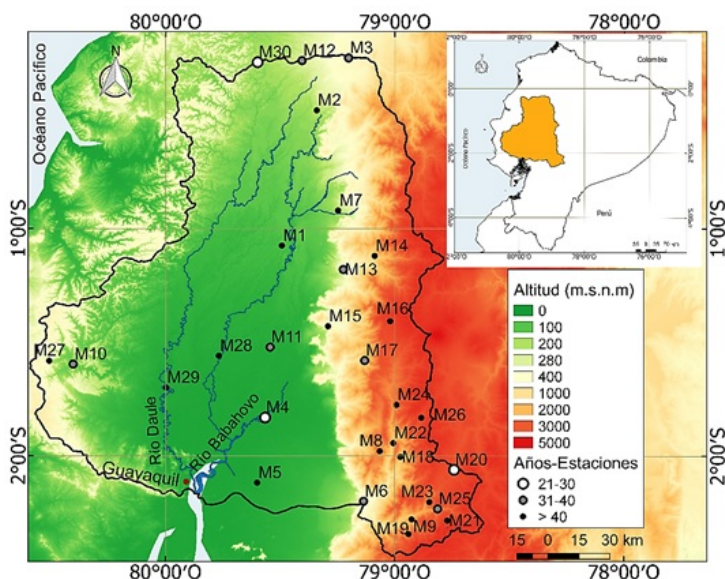 80°00'O
79°00'O
78°00'O
N
M30
M12
M3
Océano Pacífico
M2
M7
1°00'S
M1
M14
M13
M15
M16
M27
M10
M28
M11
M17
M29
Río Daule
Río Babahovo
M4
M24
M26
M22
M8
M18
2°00'S
M20
Guayaquil
M5
M6
M23
M25
M19
M9
M21
Colombia
Perú
Altitud (m.s.n.m)
0
100
200
280
400
1000
2000
3000
5000
Años-Estaciones
21-30
31-40
> 40
15 0 15 30 km
80°00'O
79°00'O
78°00'O